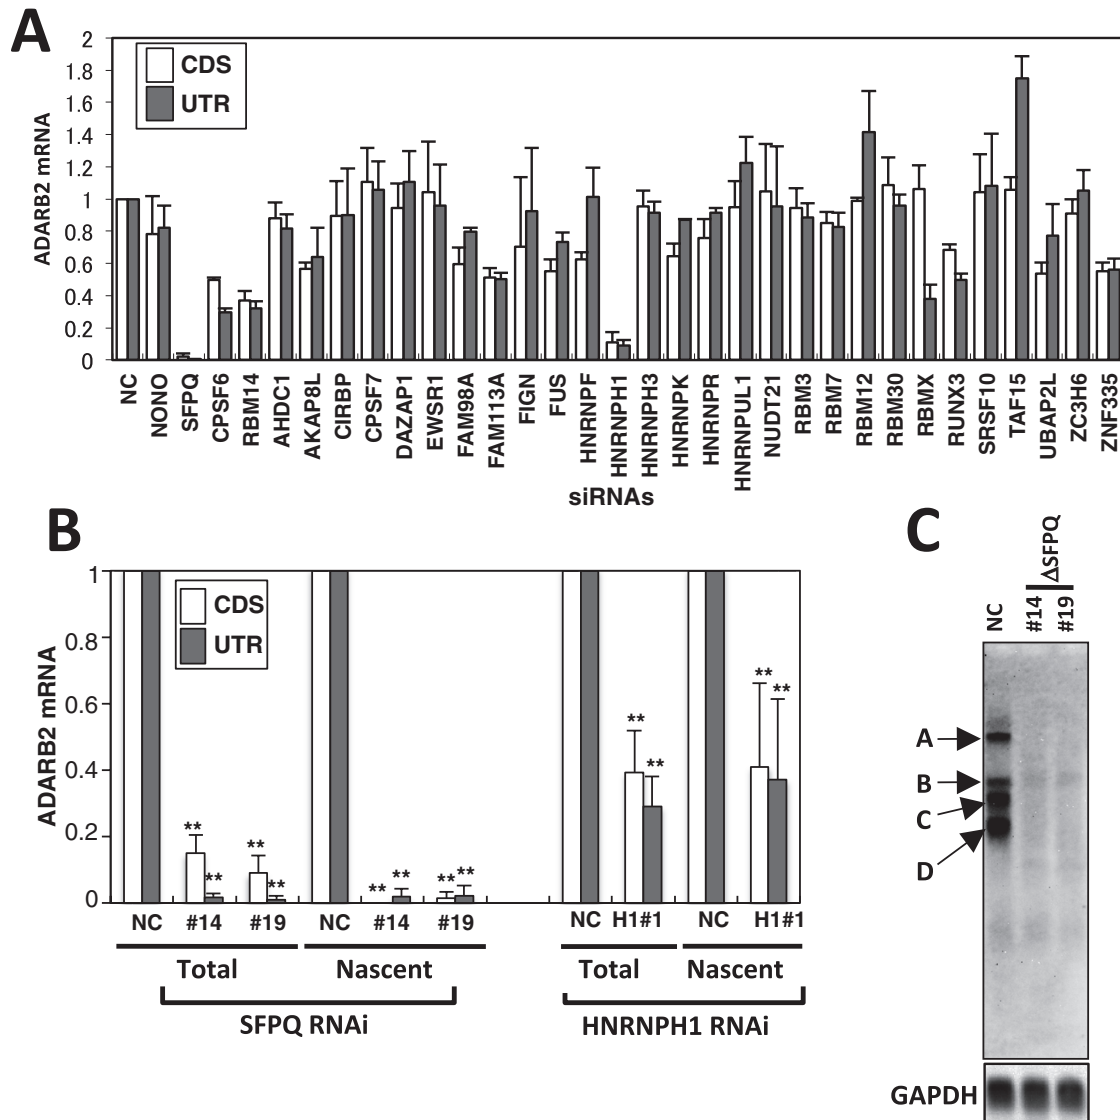 A
ADARB2 mRNA
2
1.8
1.6
1.4
1.2
1
0.8
0.6
0.4
0.2
0
CDS
UTR
NC
NONO
SFPQ
CPSF6
RBM14
AHDC1
AKAP8L
CIRBP
CPSF7
DAZAP1
EWSR1
FAM98A
FAM113A
FIGN
FUS
HNRNPF
HNRNPH1
HNRNPH3
HNRNPK
HNRNPR
HNRNPUL1
NUDT21
RBM3
RBM7
RBM12
RBM30
RBMX
RUNX3
SRSF10
TAF15
UBAP2L
ZC3H6
ZNF335
siRNAs
B
ADARB2 mRNA
1
0.8
0.6
0.4
0.2
0
CDS
UTR
** ** ** ** ** ** ** ** ** ** **
NC #14 #19 NC #14 #19 NC H1#1 NC H1#1
Total Nascent Total Nascent
SFPQ RNAi HNRNPH1 RNAi
C
ΔSFPQ
NC #14 #19
A
B
C
D
GAPDH